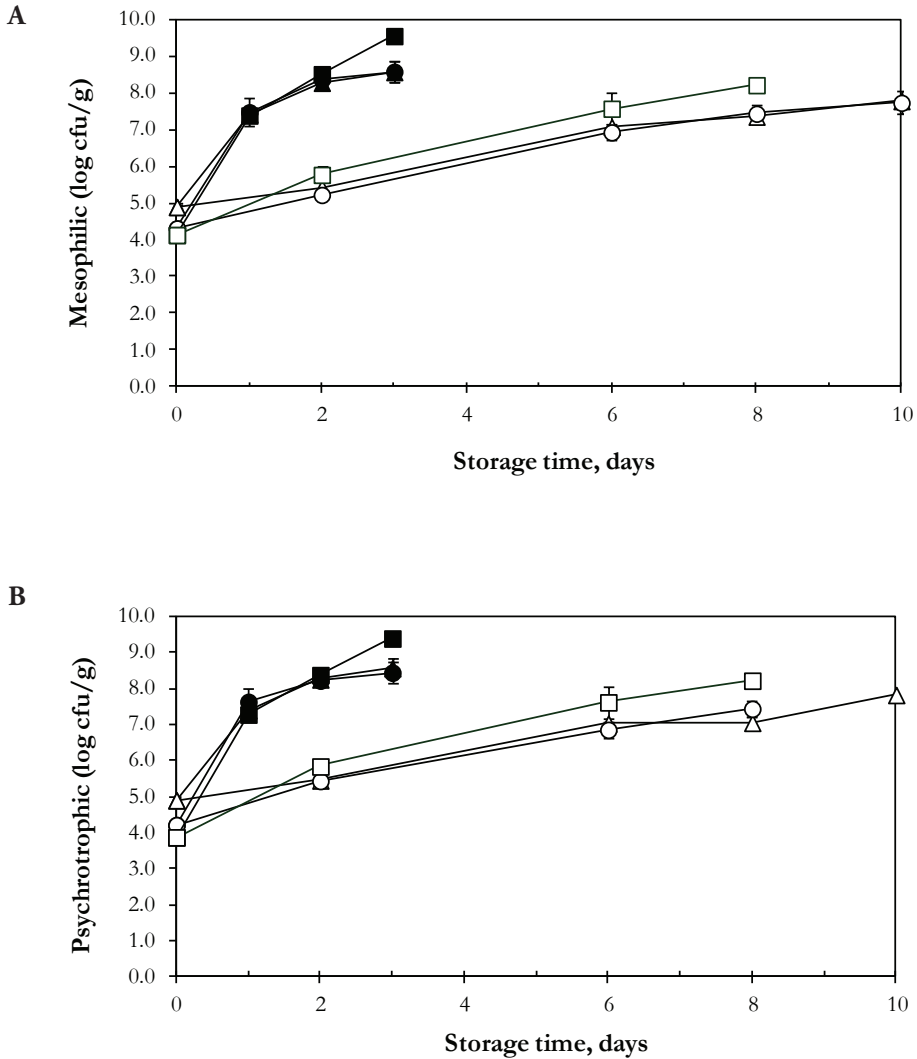 A
Mesophilic (log cfu/g)
10.0
9.0
8.0
7.0
6.0
5.0
4.0
3.0
2.0
1.0
0.0
0 2 4 6 8 10
Storage time, days
B
Psychrotrophic (log cfu/g)
10.0
9.0
8.0
7.0
6.0
5.0
4.0
3.0
2.0
1.0
0.0
0 2 4 6 8 10
Storage time, days